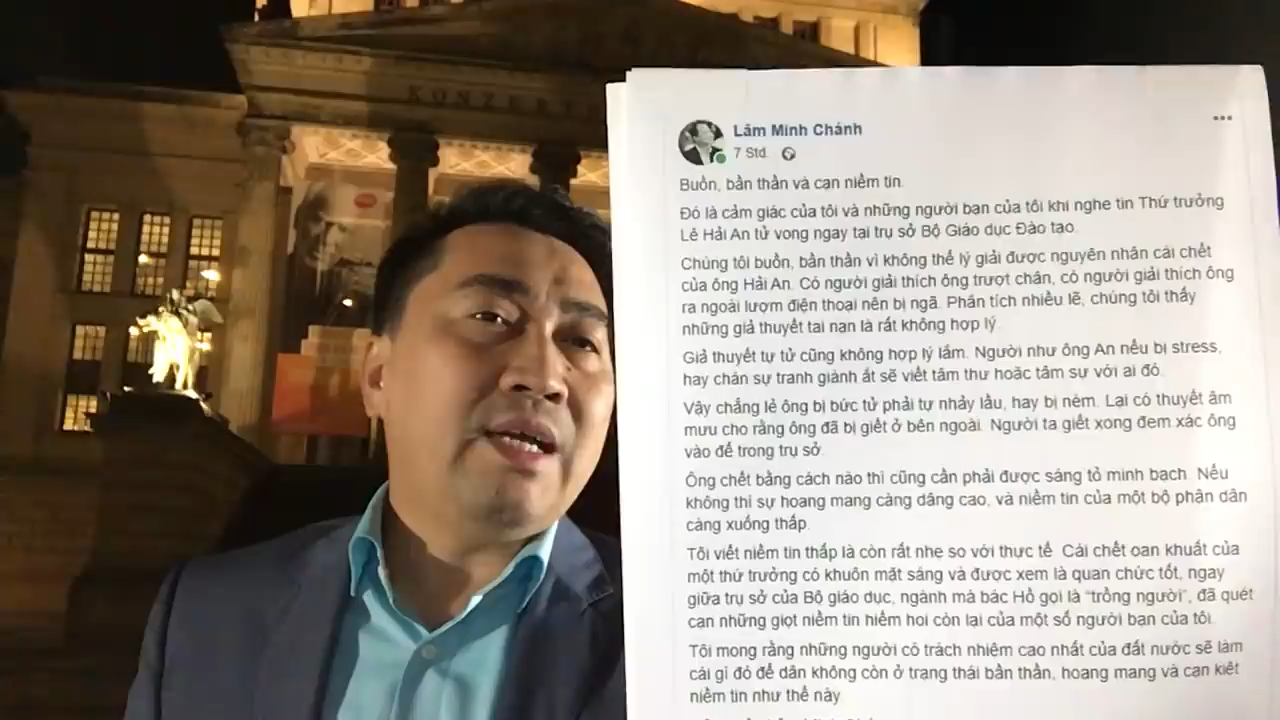 KONZERT
Lâm Minh Chánh
7 Std.
Buồn, bần thần và cạn niềm tin.
Đó là cảm giác của tôi và những người bạn của tôi khi nghe tin Thứ trưởng
Lê Hải An tử vong ngay tại trụ sở Bộ Giáo dục Đào tạo.
Chúng tôi buồn, bần thần vì không thể lý giải được nguyên nhân cái chết
của ông Hải An. Có người giải thích ông trượt chân, có người giải thích ông
ra ngoài lượm điện thoại nên bị ngã. Phân tích nhiều lẽ, chúng tôi thấy
những giả thuyết tai nạn là rất không hợp lý.
Giả thuyết tự tử cũng không hợp lý lắm. Người như ông An nếu bị stress,
hay chán sự tranh giành ắt sẽ viết tâm thư hoặc tâm sự với ai đó.
Vậy chẳng lẻ ông bị bức tử phải tự nhảy lầu, hay bị ném. Lại có thuyết âm
mưu cho rằng ông đã bị giết ở bên ngoài. Người ta giết xong đem xác ông
vào để trong trụ sở.
Ông chết bằng cách nào thì cũng cần phải được sáng tỏ minh bạch. Nếu
không thì sự hoang mang càng dâng cao, và niềm tin của một bộ phận dân
càng xuống thấp.
Tôi viết niềm tin thấp là còn rất nhẹ so với thực tế. Cái chết oan khuất của
một thứ trưởng có khuôn mặt sáng và được xem là quan chức tốt, ngay
giữa trụ sở của Bộ giáo dục, ngành mà bác Hồ gọi là "trồng người", đã quét
cạn những giọt niềm tin hiếm hoi còn lại của một số người bạn của tôi.
Tôi mong rằng những người có trách nhiệm cao nhất của đất nước sẽ làm
cái gì đó để dân không còn ở trạng thái bần thần, hoang mang và cạn kiệt
niềm tin như thế này.